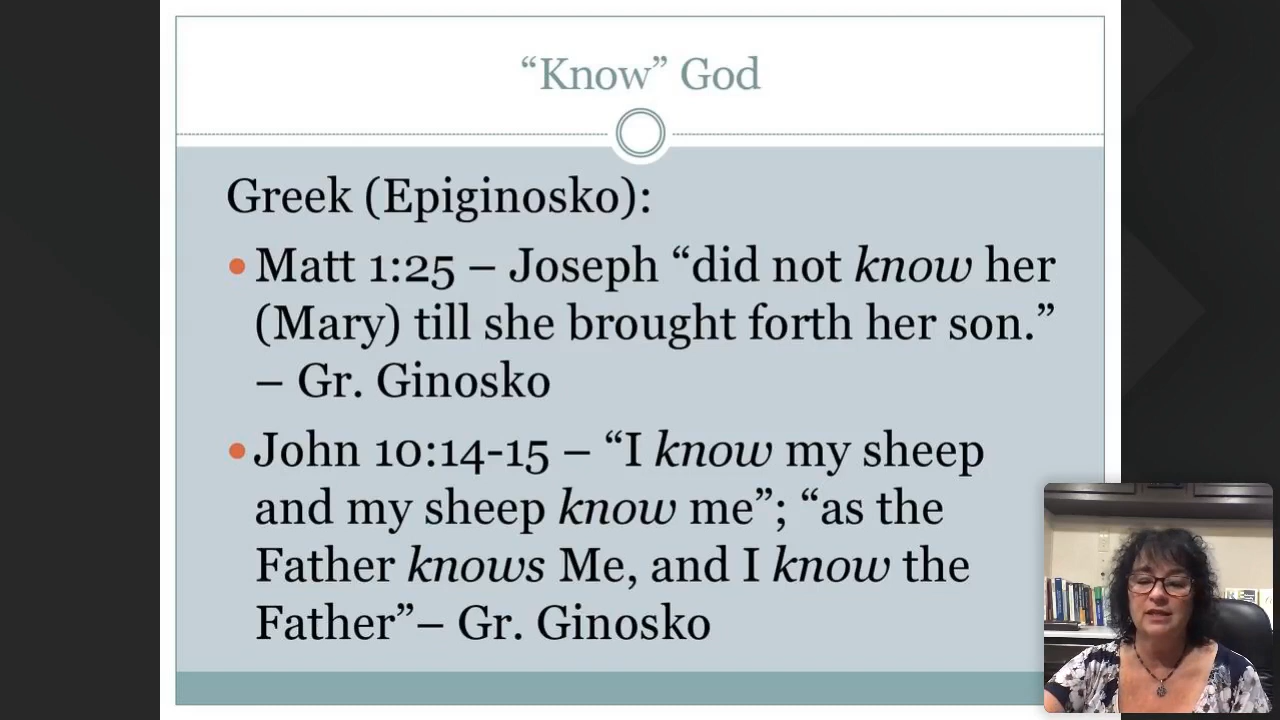 “Know” God
Greek (Epiginosko):
• Matt 1:25 – Joseph “did not know her
(Mary) till she brought forth her son.”
– Gr. Ginosko
• John 10:14-15 – “I know my sheep
and my sheep know me”; “as the
Father knows Me, and I know the
Father”– Gr. Ginosko